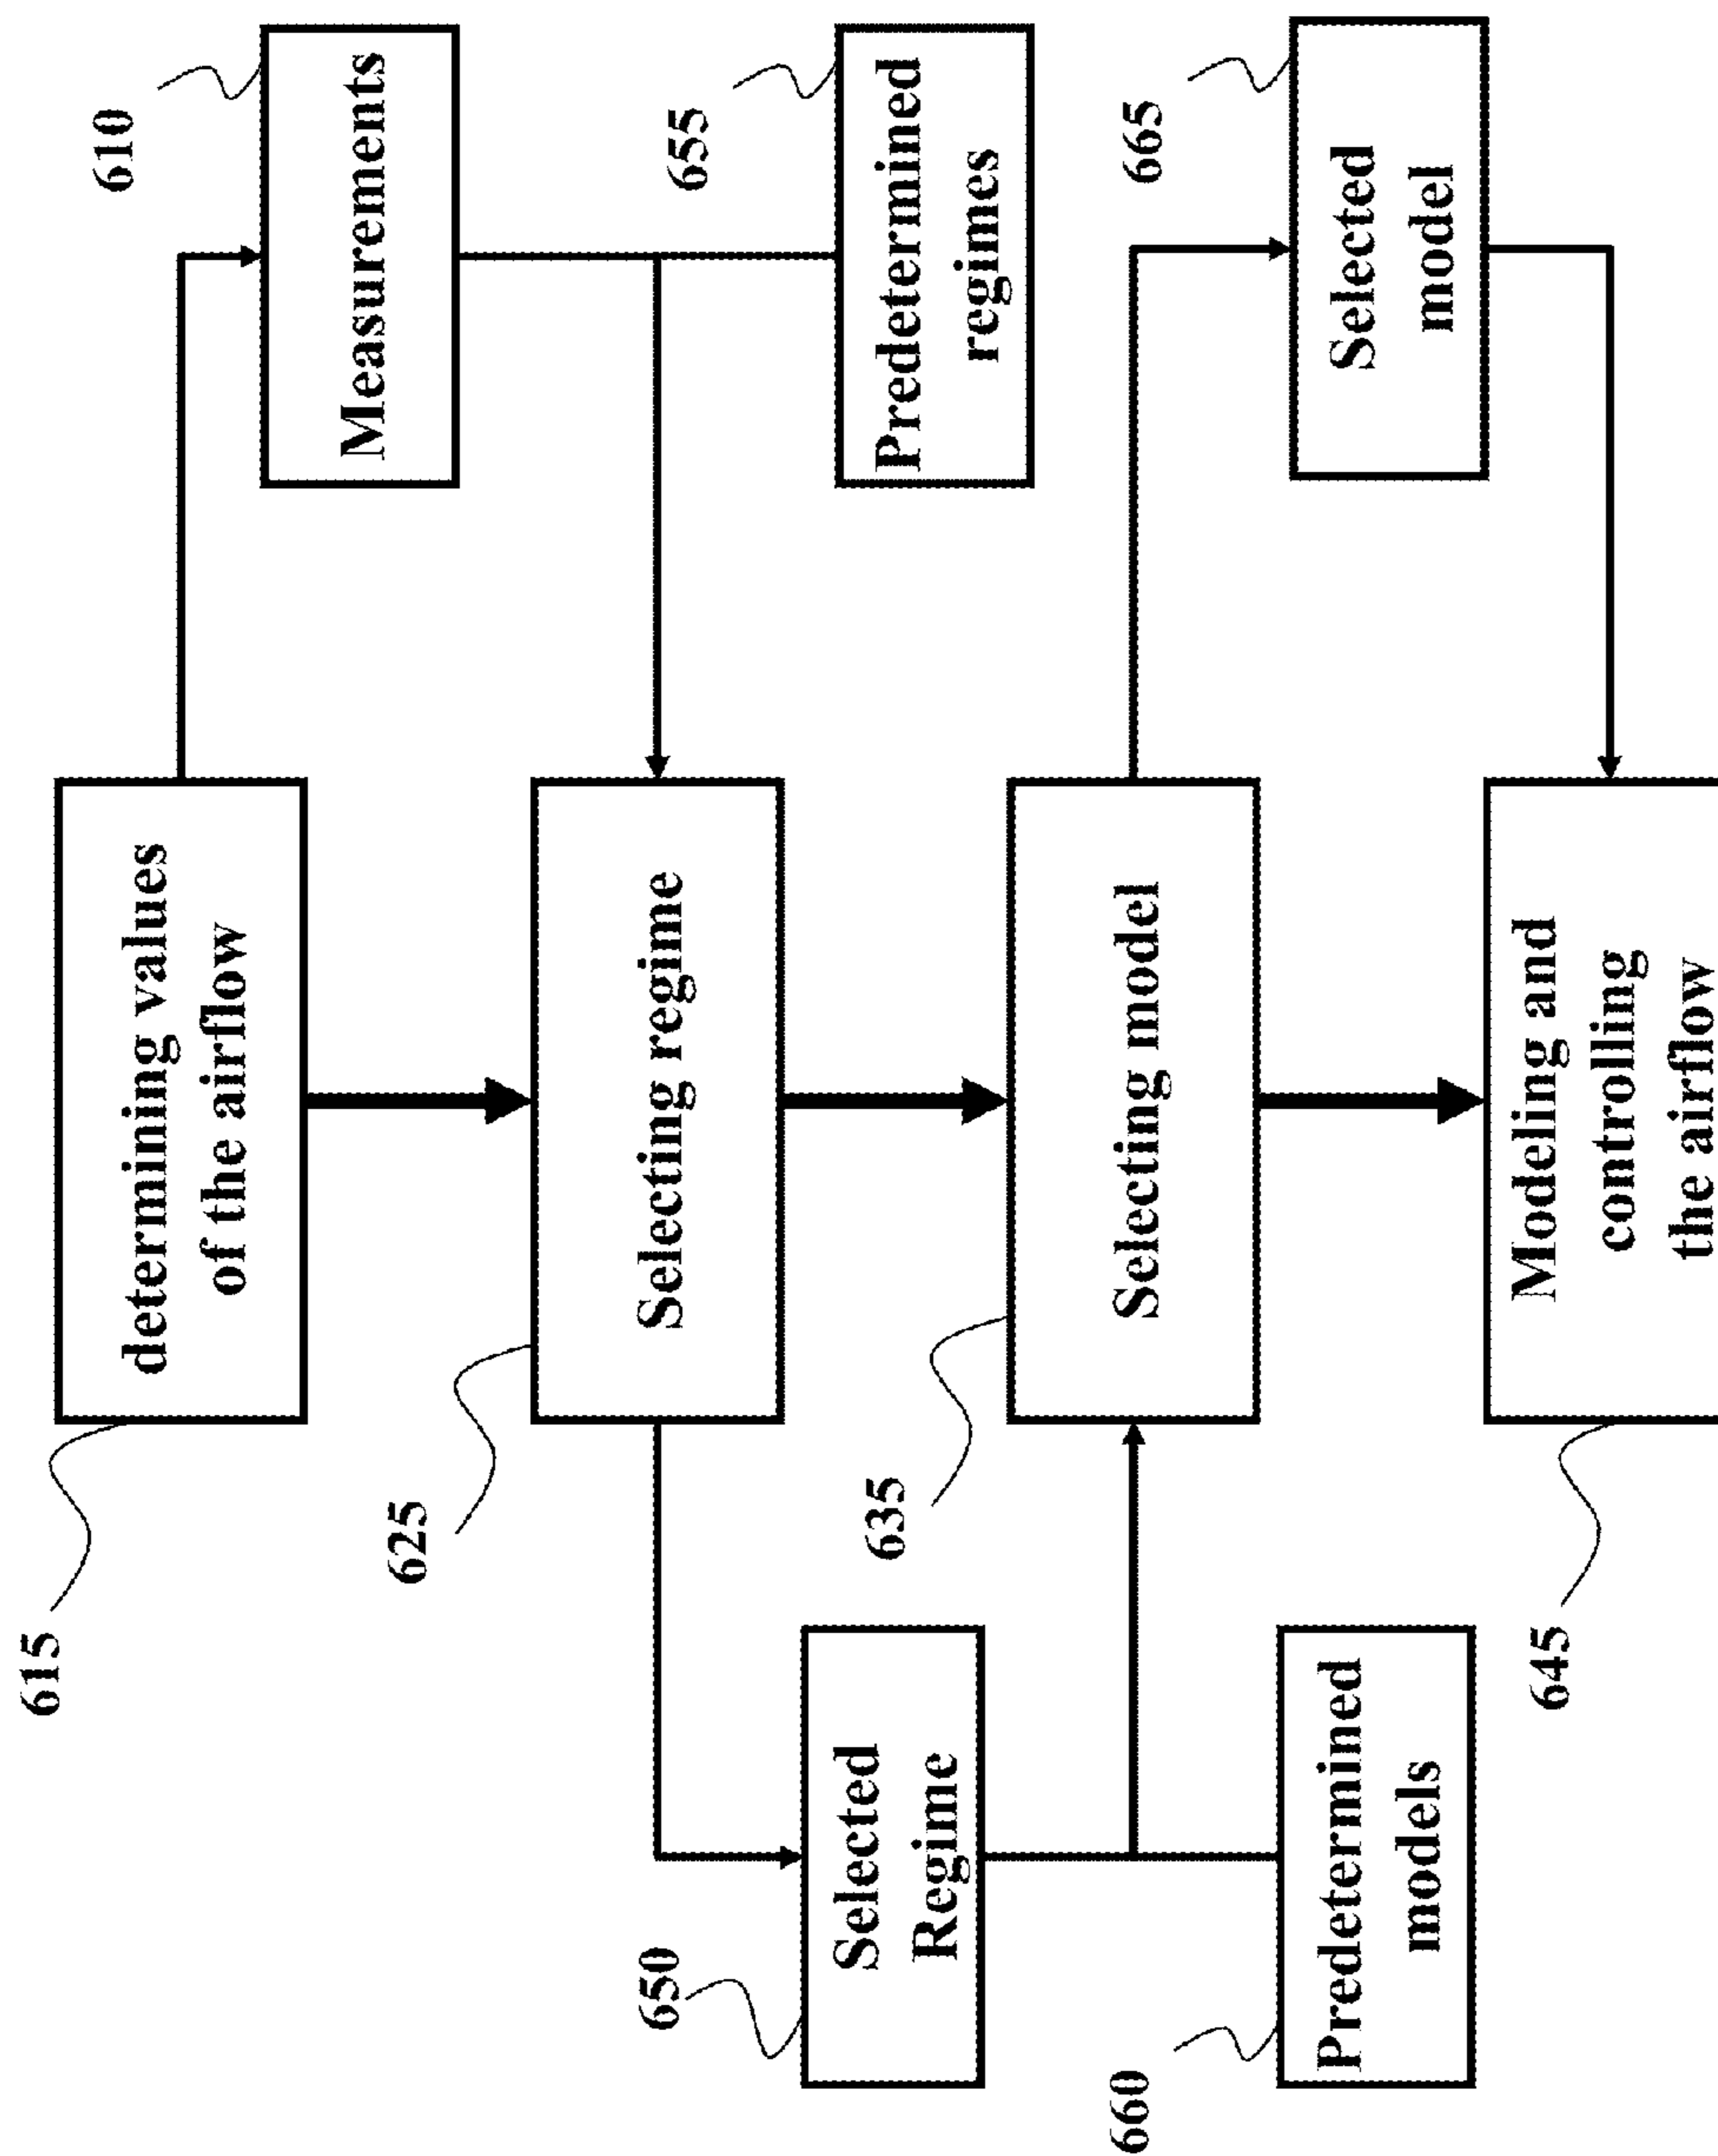 615
determining values
of the airflow
610
Measurements
625
Selecting regime
655
Predetermined
regimes
650
Selected
Regime
635
Selecting model
660
Predetermined
models
665
Selected
model
645
Modeling and
controlling
the airflow